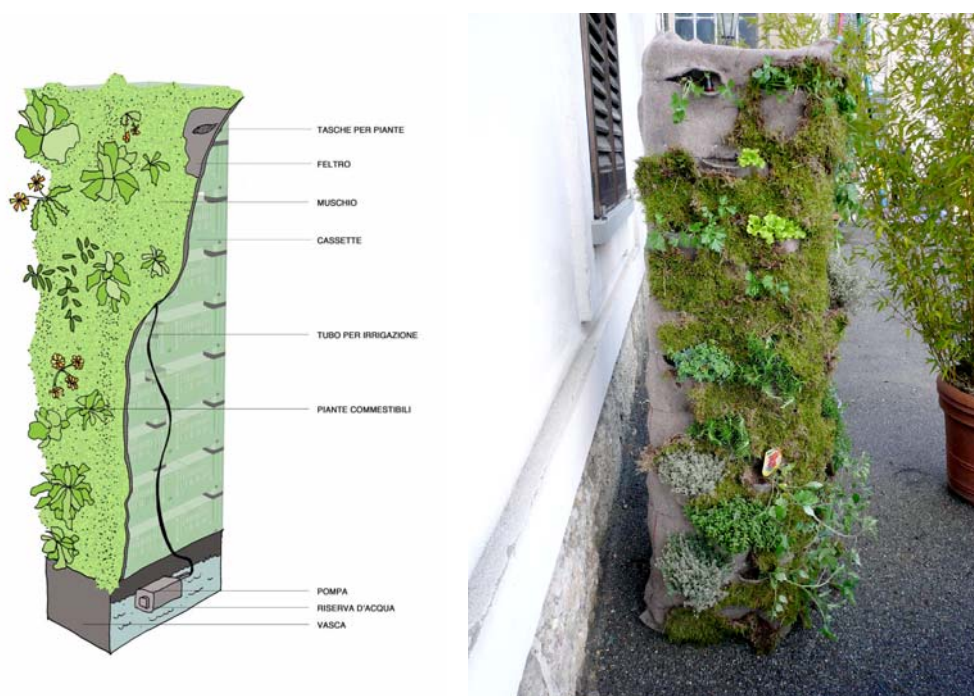 TASCHE PER PIANTE
FELTRO
MUSCHIO
CASSETTE
TUBO PER IRRIGAZIONE
PIANTE COMMESTIBILI
POMPA
RISERVA D'ACQUA
VASCA